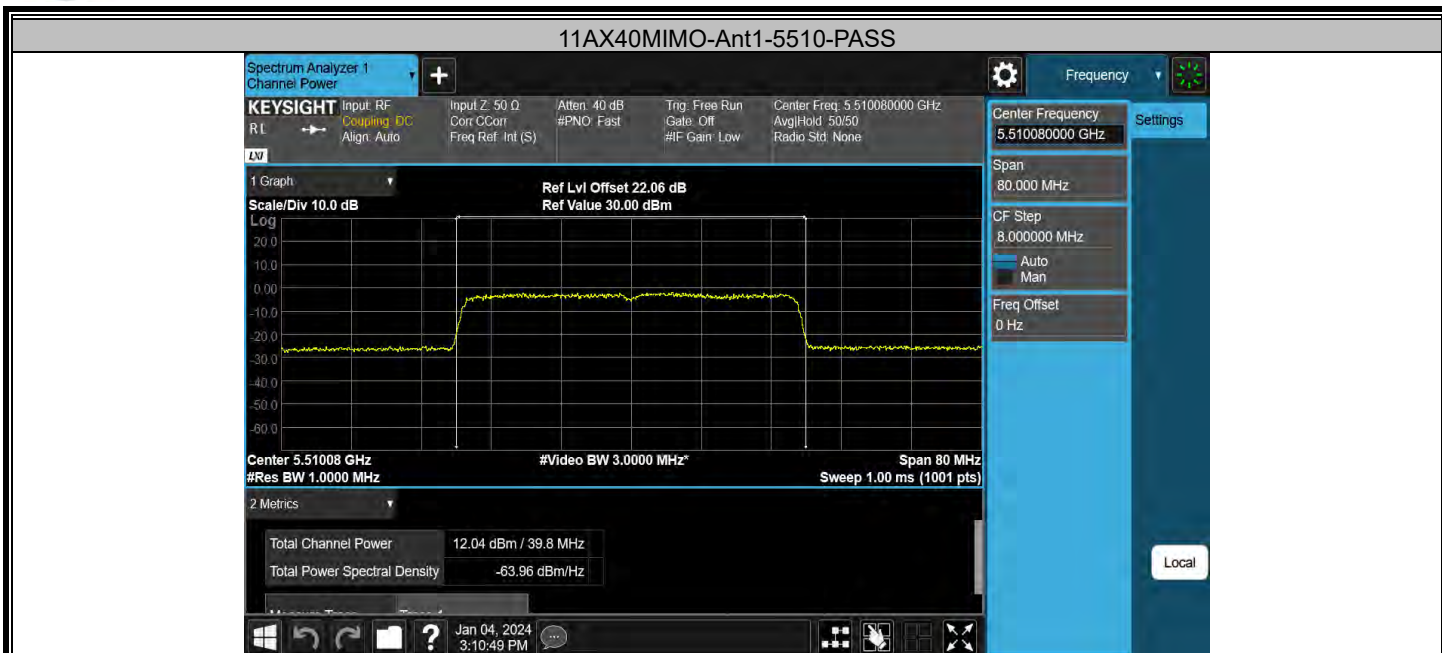 11AX40MIMO-Ant1-5510-PASS
Spectrum Analyzer 1
Channel Power
Frequency
KEYSIGHT
RL
LXI
Input: RF
Coupling: DC
Align: Auto
Input Z: 50 Ω
Corr CCorr
Freq Ref: Int (S)
Atten: 40 dB
#PNO: Fast
Trig: Free Run
Gate: Off
#IF Gain: Low
Center Freq: 5.510080000 GHz
Avg|Hold: 50/50
Radio Std: None
Center Frequency
5.510080000 GHz
Settings
Span
80.000 MHz
CF Step
8.000000 MHz
Auto
Man
Freq Offset
0 Hz
1 Graph
Scale/Div 10.0 dB
Ref Lvl Offset 22.06 dB
Ref Value 30.00 dBm
Log
20.0
10.0
0.00
-10.0
-20.0
-30.0
-40.0
-50.0
-60.0
Center 5.51008 GHz
#Video BW 3.0000 MHz*
Span 80 MHz
#Res BW 1.0000 MHz
Sweep 1.00 ms (1001 pts)
2 Metrics
Total Channel Power 12.04 dBm / 39.8 MHz
Total Power Spectral Density -63.96 dBm/Hz
Local
?
Jan 04, 2024
3:10:49 PM